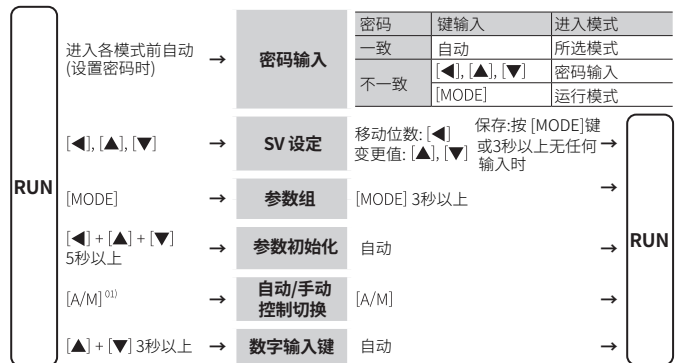 RUN
进入各模式前自动
(设置密码时)
→ 密码输入
密码 键输入 进入模式
一致 自动 所选模式
不一致 [◀], [▲], [▼] 密码输入
[MODE] 运行模式
[◀], [▲], [▼] → SV 设定
移动位数: [◀]
变更值: [▲], [▼]
保存:按 [MODE]键
或3秒以上无任何 →
输入时
[MODE] → 参数组 [MODE] 3秒以上 →
[◀] + [▲] + [▼]
5秒以上
→ 参数初始化 自动 →
[A/M] 01) → 自动/手动
控制切换
[A/M] →
[▲] + [▼] 3秒以上 → 数字输入键 自动 →
RUN